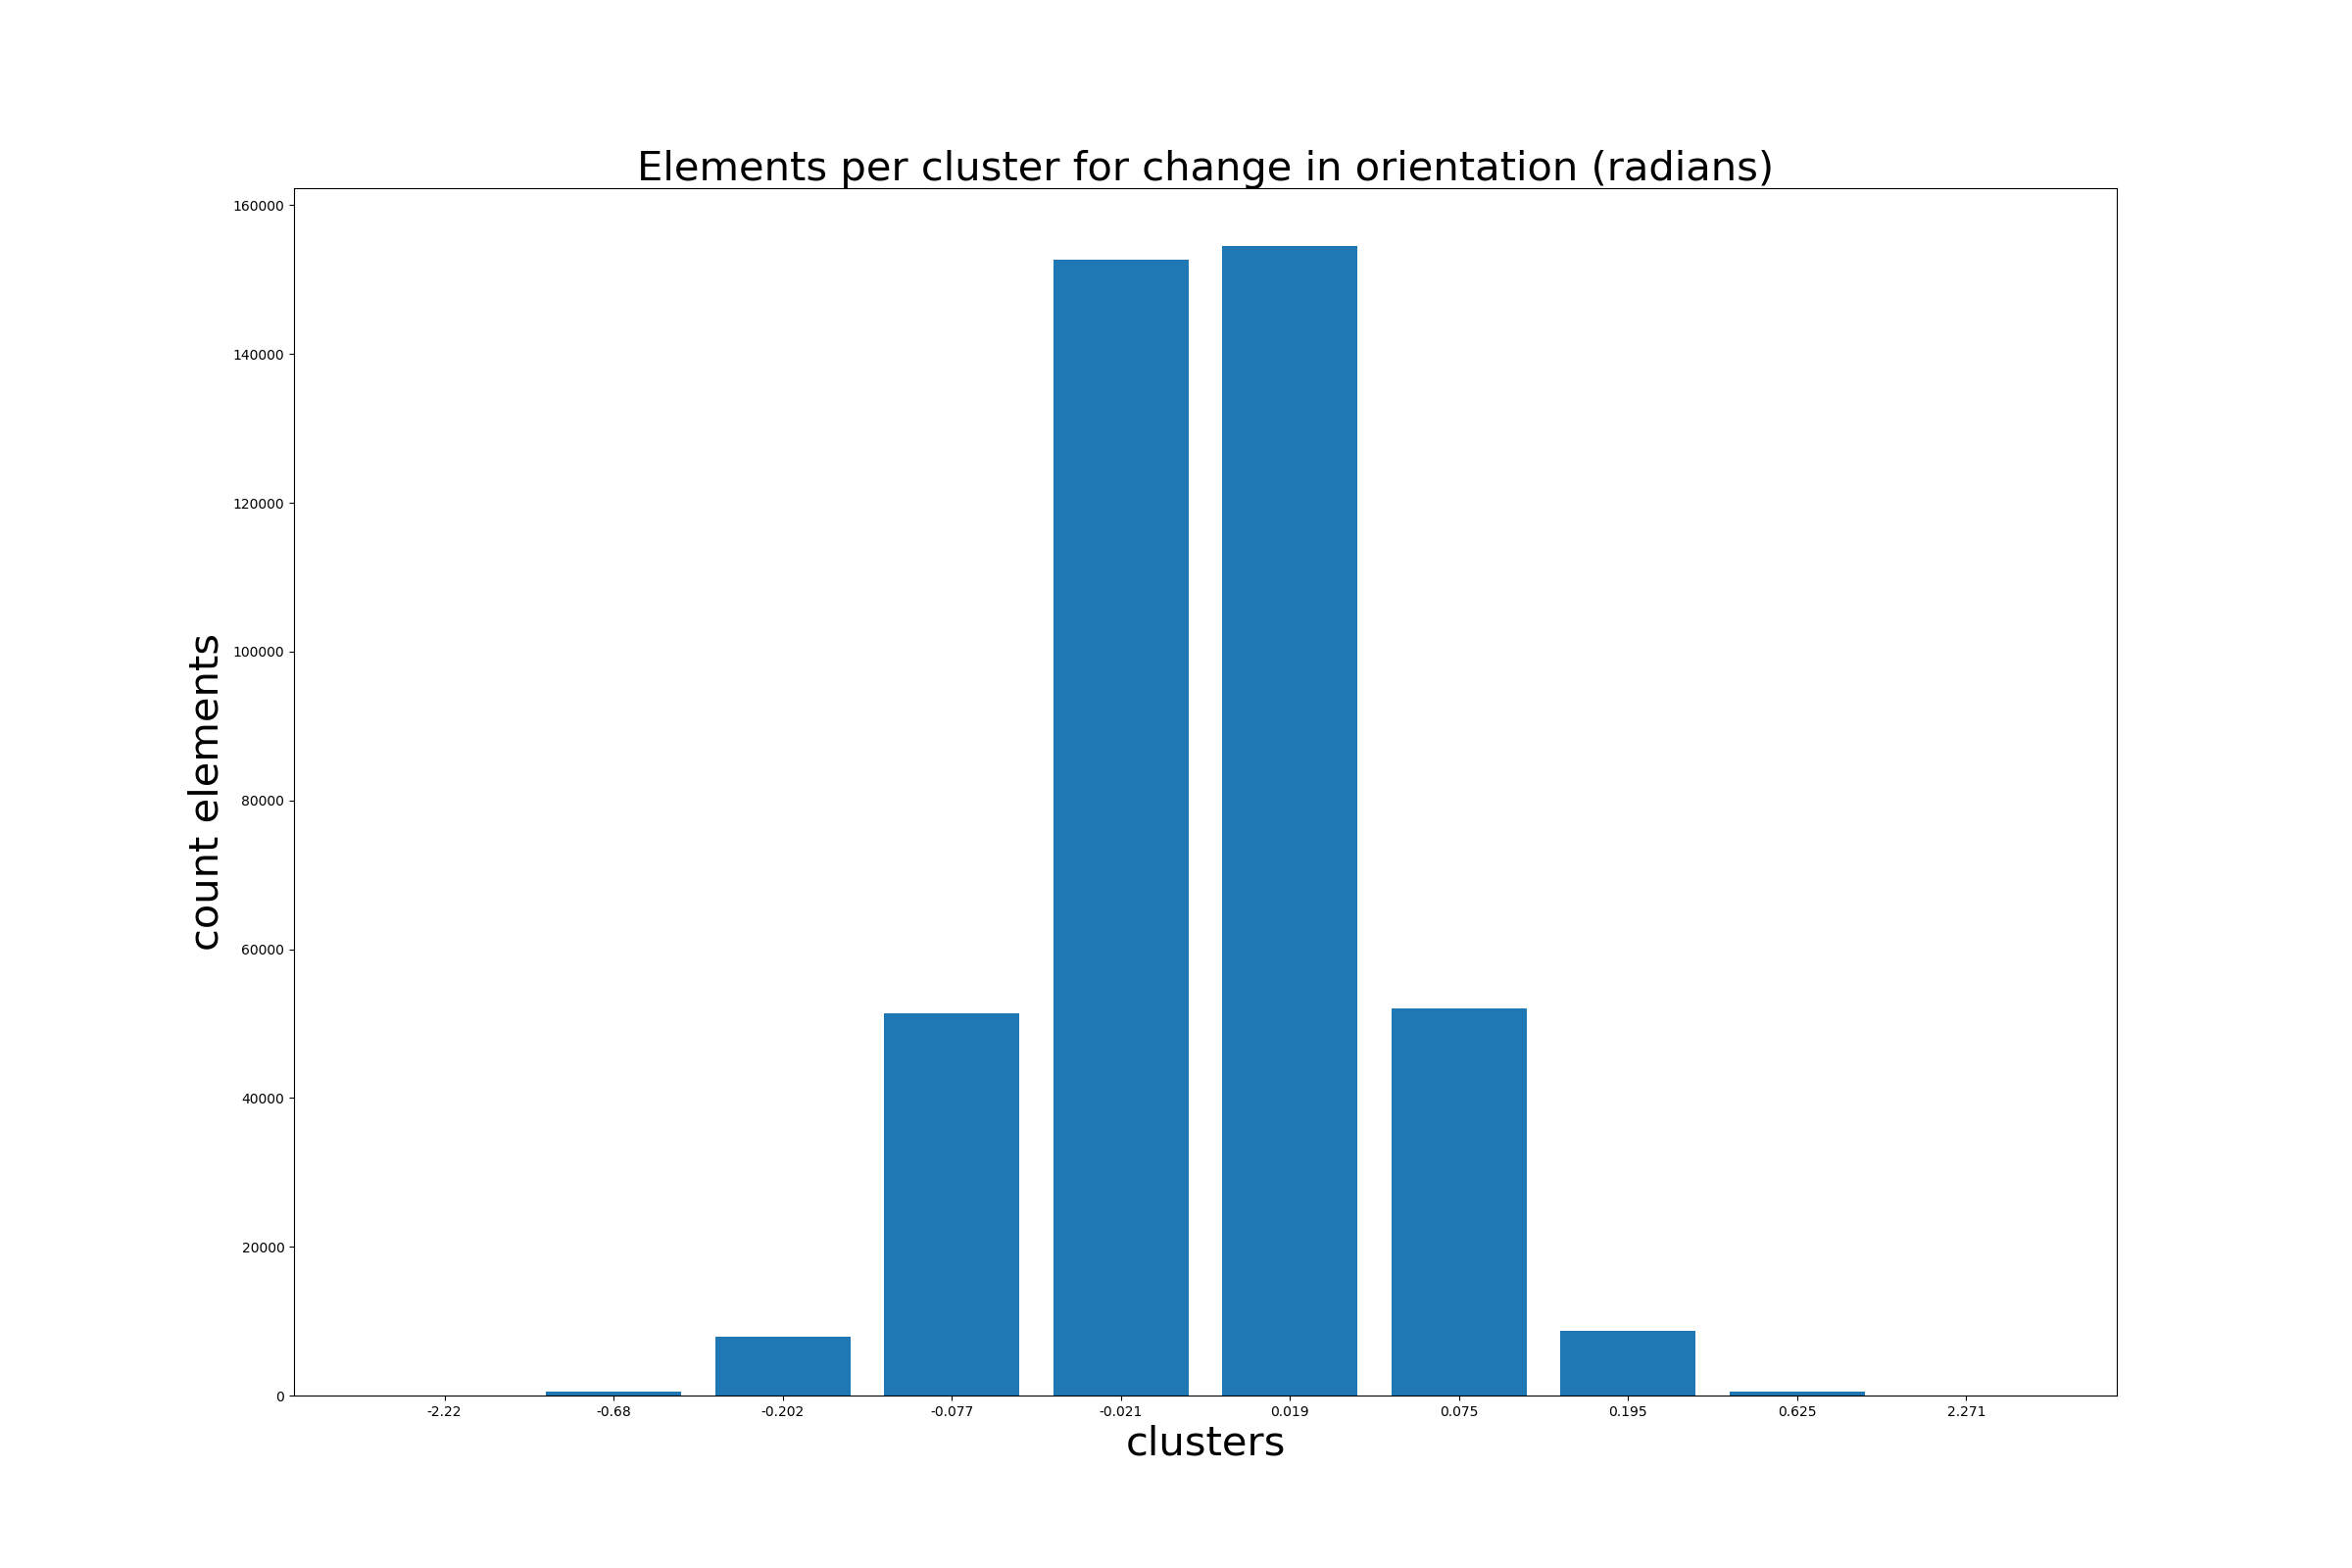 Elements per cluster for change in orientation (radians)
160000
140000
120000
100000
80000
60000
40000
20000
0
count elements
-2.22 -0.68 -0.202 -0.077 -0.021 0.019 0.075 0.195 0.625 2.271
clusters